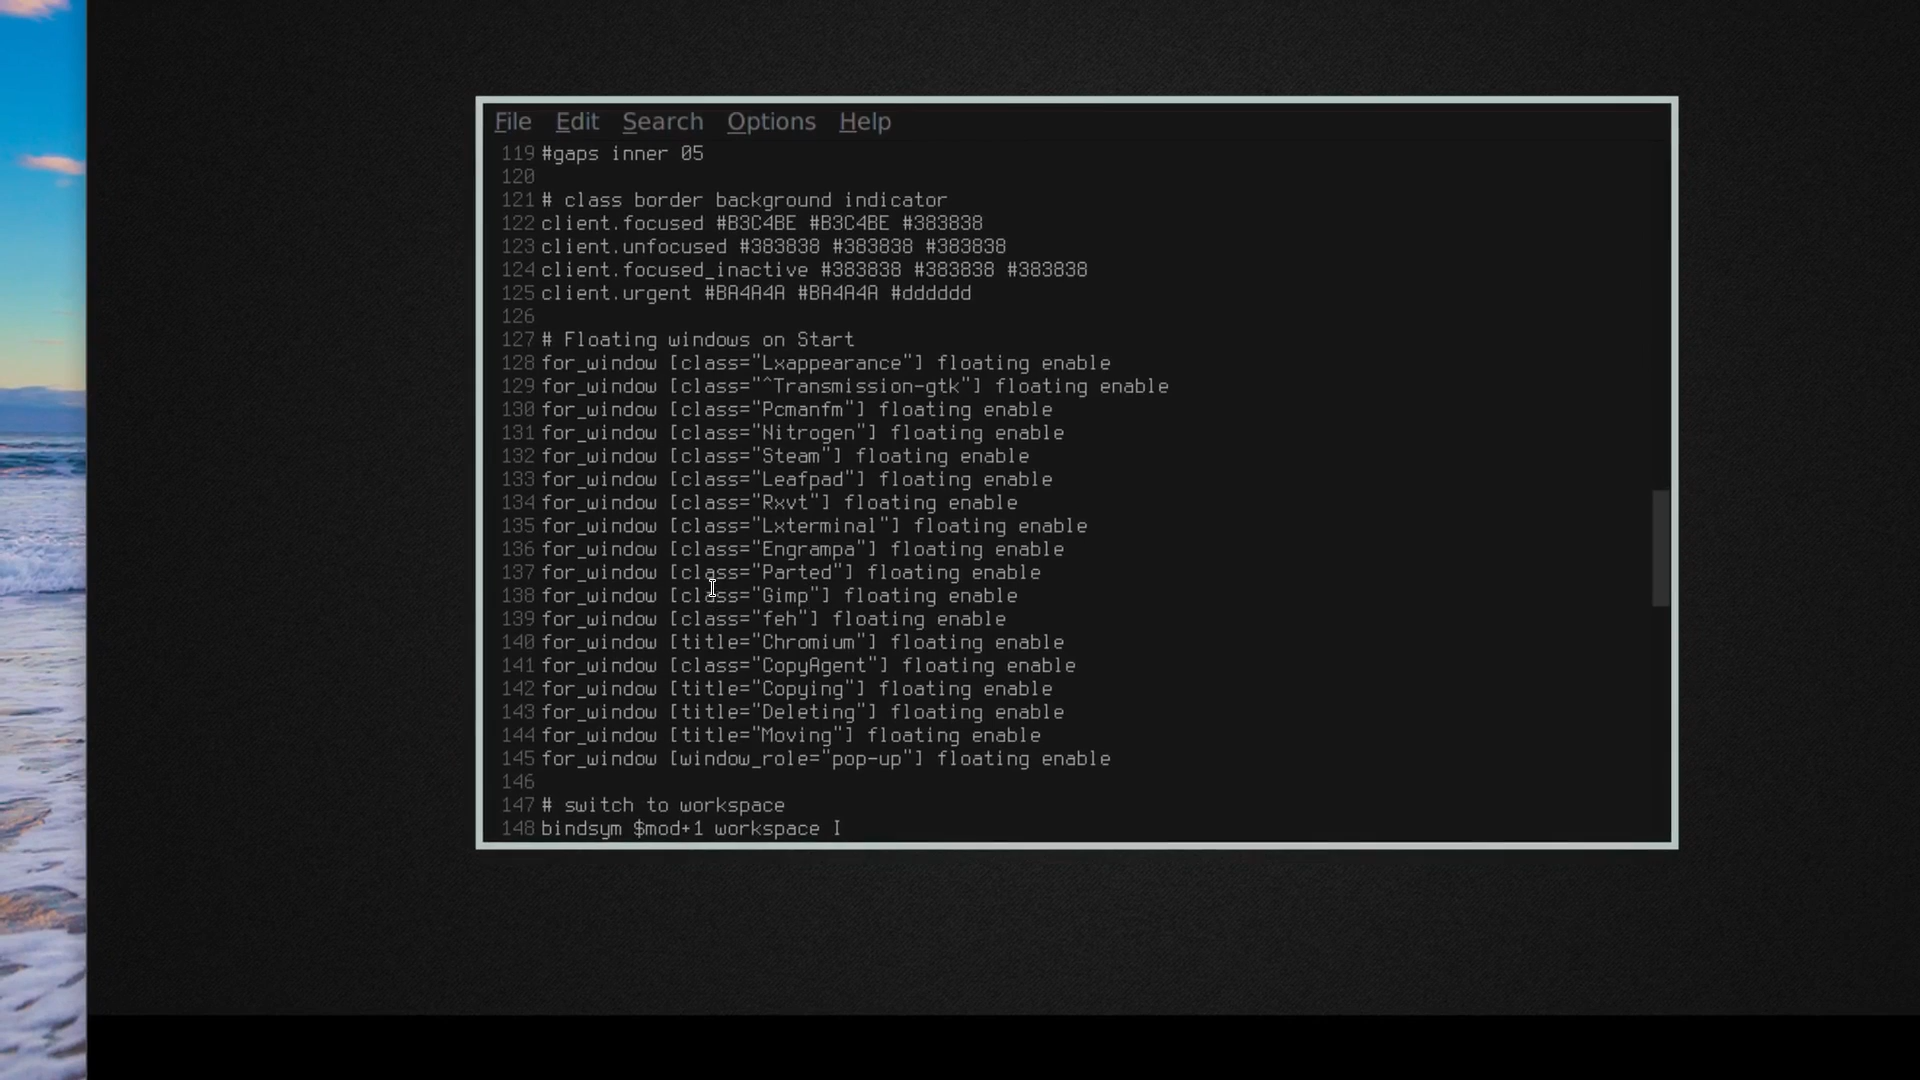 File Edit Search Options Help
119 #gaps inner 05
120
121 # class border background indicator
122 client.focused #B3C4BE #B3C4BE #383838
123 client.unfocused #383838 #383838 #383838
124 client.focused_inactive #383838 #383838 #383838
125 client.urgent #BA4A4A #BA4A4A #dddddd
126
127 # Floating windows on Start
128 for_window [class="Lxappearance"] floating enable
129 for_window [class="^Transmission-gtk"] floating enable
130 for_window [class="Pcmanfm"] floating enable
131 for_window [class="Nitrogen"] floating enable
132 for_window [class="Steam"] floating enable
133 for_window [class="Leafpad"] floating enable
134 for_window [class="Rxvt"] floating enable
135 for_window [class="Lxterminal"] floating enable
136 for_window [class="Engrampa"] floating enable
137 for_window [class="Parted"] floating enable
138 for_window [class="Gimp"] floating enable
139 for_window [class="feh"] floating enable
140 for_window [title="Chromium"] floating enable
141 for_window [class="CopyAgent"] floating enable
142 for_window [title="Copying"] floating enable
143 for_window [title="Deleting"] floating enable
144 for_window [title="Moving"] floating enable
145 for_window [window_role="pop-up"] floating enable
146
147 # switch to workspace
148 bindsym $mod+1 workspace I